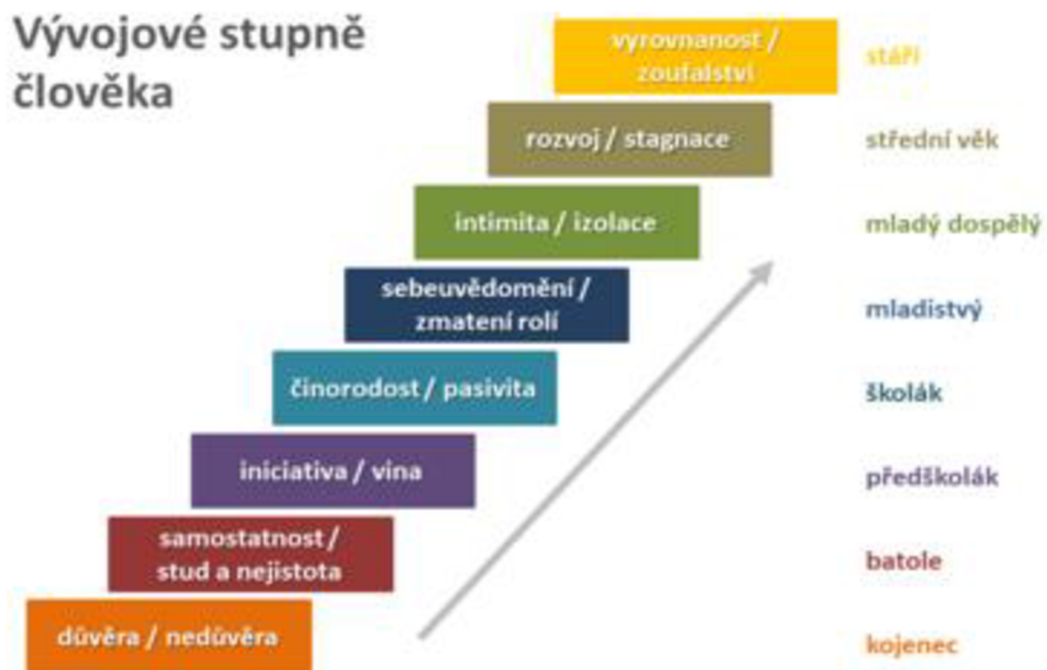 Vývojové stupně
člověka
vyrovnanost /
zoufalství
stáří
rozvoj / stagnace
střední věk
intimita / izolace
mladý dospělý
sebeuvědomění /
zmatení rolí
mladistvý
činorodost / pasivita
školák
iniciativa / vina
předškolák
samostatnost /
stud a nejistota
batole
důvěra / nedůvěra
kojenec